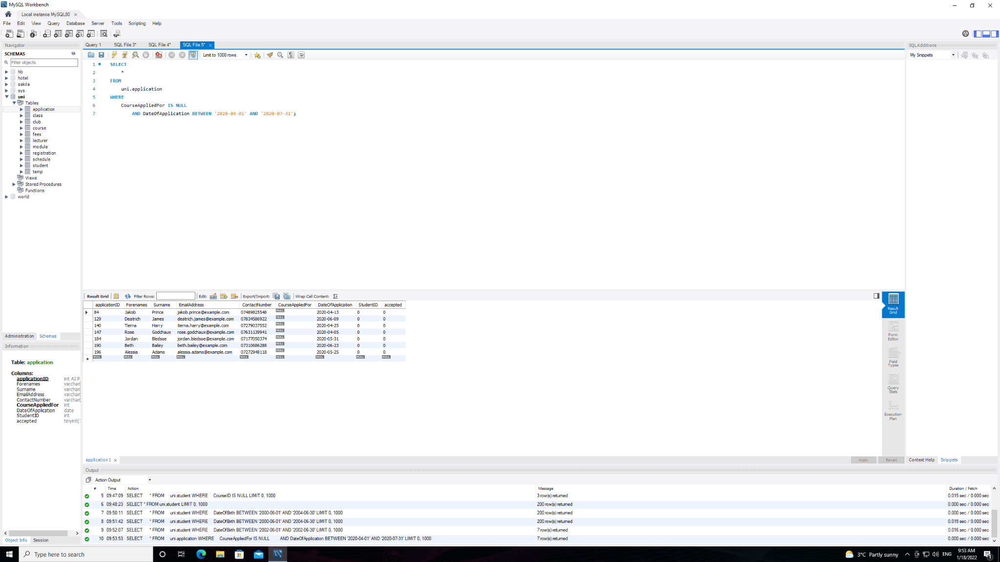 MySQL Workbench
Local instance MySQL80
File Edit View Query Database Server Tools Scripting Help
Navigator
SCHEMAS
Filter objects
hb
hotel
sakila
sys
uni
Tables
application
class
club
course
fees
lecturer
module
registration
schedule
student
temp
Views
Stored Procedures
Functions
world
Administration Schemas
Information
Table: application
Columns:
applicationID int AI P
Forenames varchar(
Surname varchar(
EmailAddress varchar(
ContactNumber varchar(
CourseAppliedFor int
DateOfApplication date
StudentID int
accepted tinyint(
Object Info Session
Query 1 SQL File 3* SQL File 4* SQL File 5*
Limit to 1000 rows
1 SELECT
2 *
3 FROM
4 uni.application
5 WHERE
6 CourseAppliedFor IS NULL
7 AND DateOfApplication BETWEEN '2020-04-01' AND '2020-07-31';
Result Grid Filter Rows: Edit: Export/Import: Wrap Cell Content:
applicationID Forenames Surname EmailAddress ContactNumber CourseAppliedFor DateOfApplication StudentID accepted
84 Jakob Prince jakob.prince@example.com 07489825548 NULL 2020-04-13 0 0
129 Deatrich James deatrich.james@example.com 07834586922 NULL 2020-06-09 0 0
140 Tierna Harry tierna.harry@example.com 07279037552 NULL 2020-04-25 0 0
147 Rose Godchaux rose.godchaux@example.com 07631139941 NULL 2020-04-05 0 0
184 Jordan Bledsoe jordan.bledsoe@example.com 07177050374 NULL 2020-05-31 0 0
190 Beth Bailey beth.bailey@example.com 07310686288 NULL 2020-06-23 0 0
196 Alessia Adams alessia.adams@example.com 07272948118 NULL 2020-05-25 0 0
NULL NULL NULL NULL NULL NULL NULL NULL NULL
Result Grid
Form Editor
Field Types
Query Stats
Execution Plan
application 1
Apply Revert
SQLAdditions
My Snippets
Context Help Snippets
Output
Action Output
# Time Action Message Duration / Fetch
5 09:47:09 SELECT * FROM uni.student WHERE CourseID IS NULL LIMIT 0, 1000 3 row(s) returned 0.015 sec / 0.000 sec
6 09:48:23 SELECT * FROM uni.student LIMIT 0, 1000 200 row(s) returned 0.000 sec / 0.000 sec
7 09:50:11 SELECT * FROM uni.student WHERE DateOfBirth BETWEEN '2000-06-01' AND '2004-06-30' LIMIT 0, 1000 200 row(s) returned 0.000 sec / 0.000 sec
8 09:51:42 SELECT * FROM uni.student WHERE DateOfBirth BETWEEN '2000-06-01' AND '2004-06-30' LIMIT 0, 1000 200 row(s) returned 0.015 sec / 0.000 sec
9 09:52:07 SELECT * FROM uni.student WHERE DateOfBirth BETWEEN '2002-06-01' AND '2002-06-30' LIMIT 0, 1000 7 row(s) returned 0.016 sec / 0.000 sec
10 09:53:53 SELECT * FROM uni.application WHERE CourseAppliedFor IS NULL AND DateOfApplication BETWEEN '2020-04-01' AND '2020-07-31' LIMIT 0, 1000 7 row(s) returned 0.000 sec / 0.000 sec
Type here to search
3°C Partly sunny
ENG
9:53 AM
1/18/2022
1